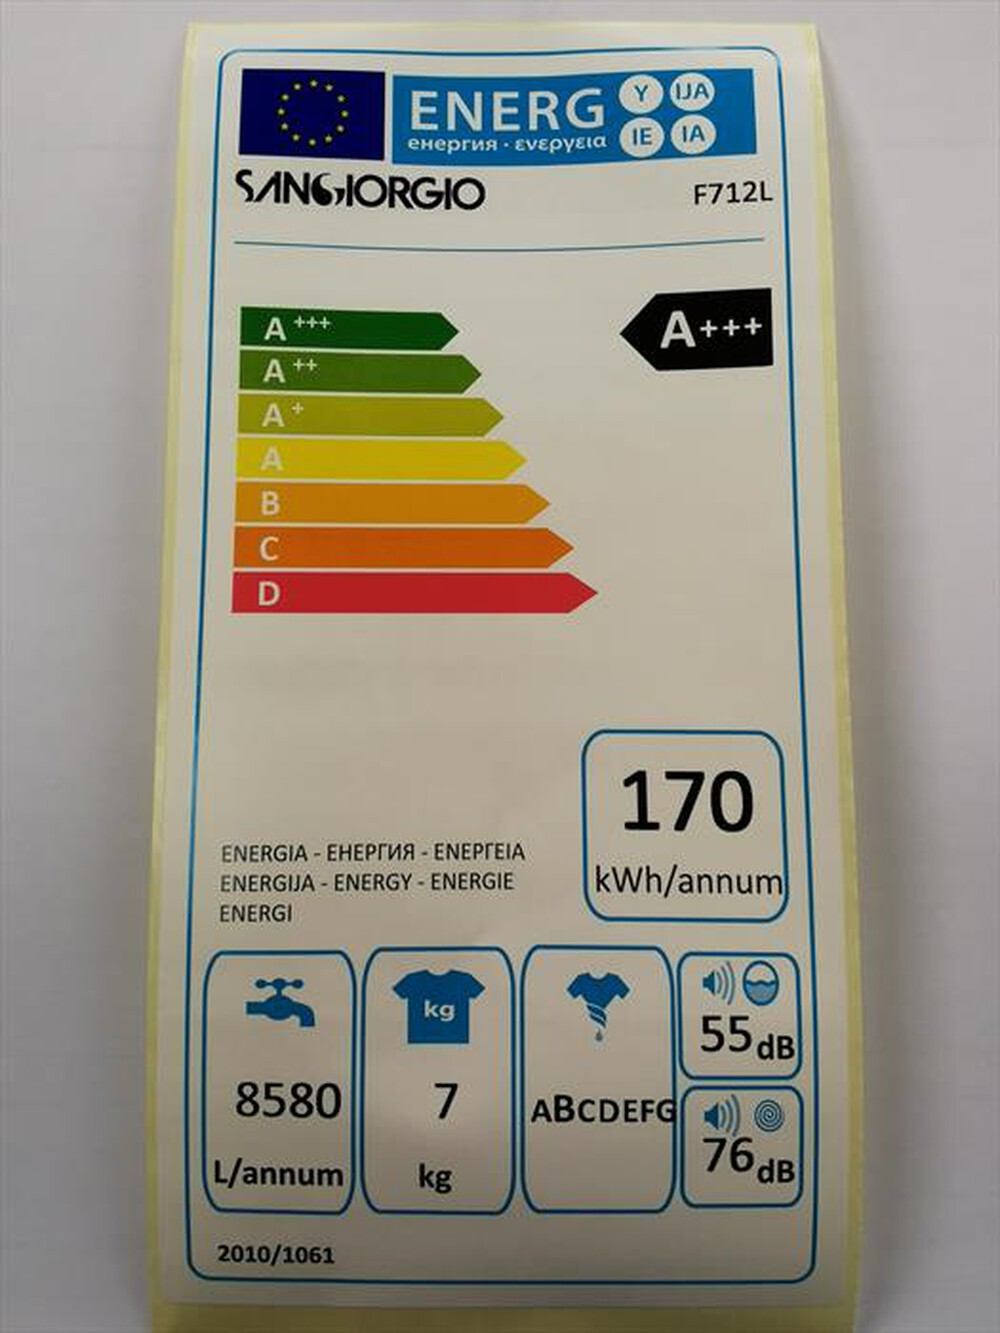 ENERG Y IJA IE IA
енергия · ενεργεια
SANGIORGIO F712L
A+++ A+++
A++
A+
A
B
C
D
170
kWh/annum
ENERGIA - ЕНЕРГИЯ - ΕΝΕΡΓΕΙΑ
ENERGIJA - ENERGY - ENERGIE
ENERGI
kg
8580
L/annum
7
kg
ABCDEFG
55dB
76dB
2010/1061